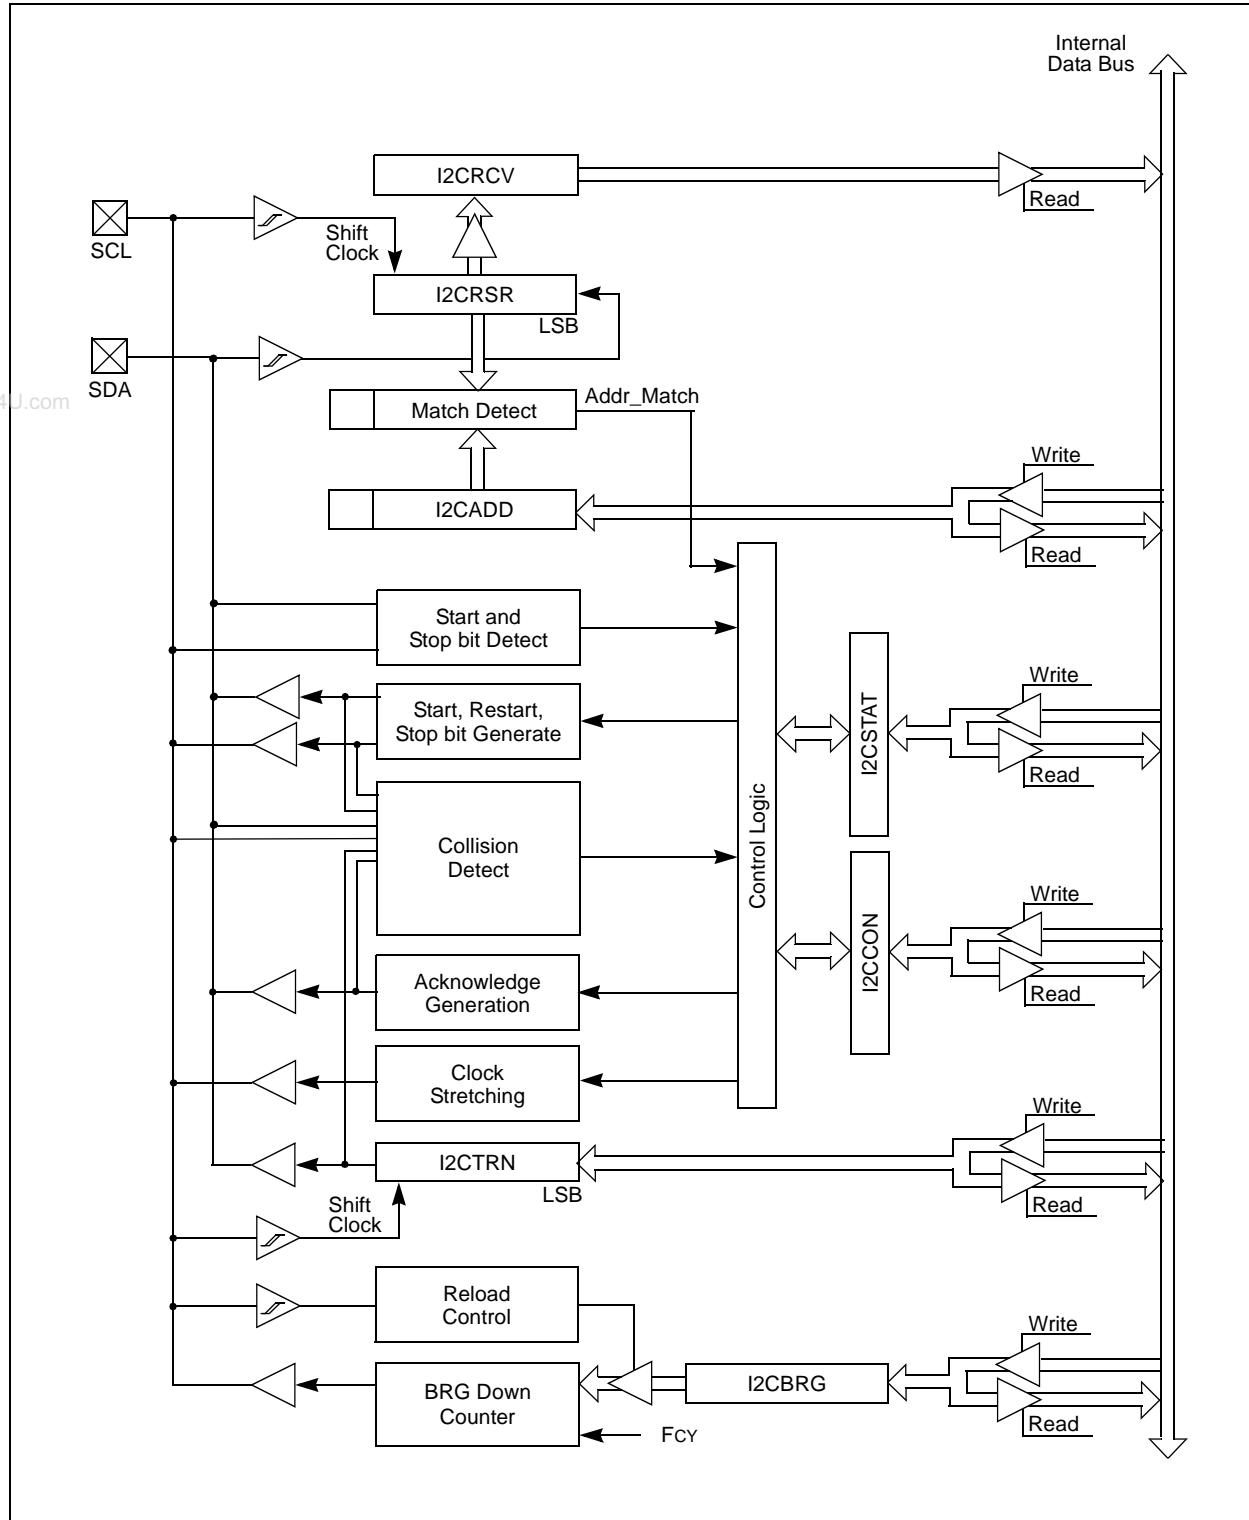 Internal
Data Bus
I2CRCV
Read
SCL
Shift
Clock
I2CRSR
LSB
SDA
4U.com
Match Detect
Addr_Match
Write
I2CADD
Read
Start and
Stop bit Detect
Start, Restart,
Stop bit Generate
Write
I2CSTAT
Read
Collision
Detect
Control Logic
Write
I2CCON
Read
Acknowledge
Generation
Clock
Stretching
Write
I2CTRN
LSB
Read
Shift
Clock
Reload
Control
Write
BRG Down
Counter
I2CBRG
Read
FCY